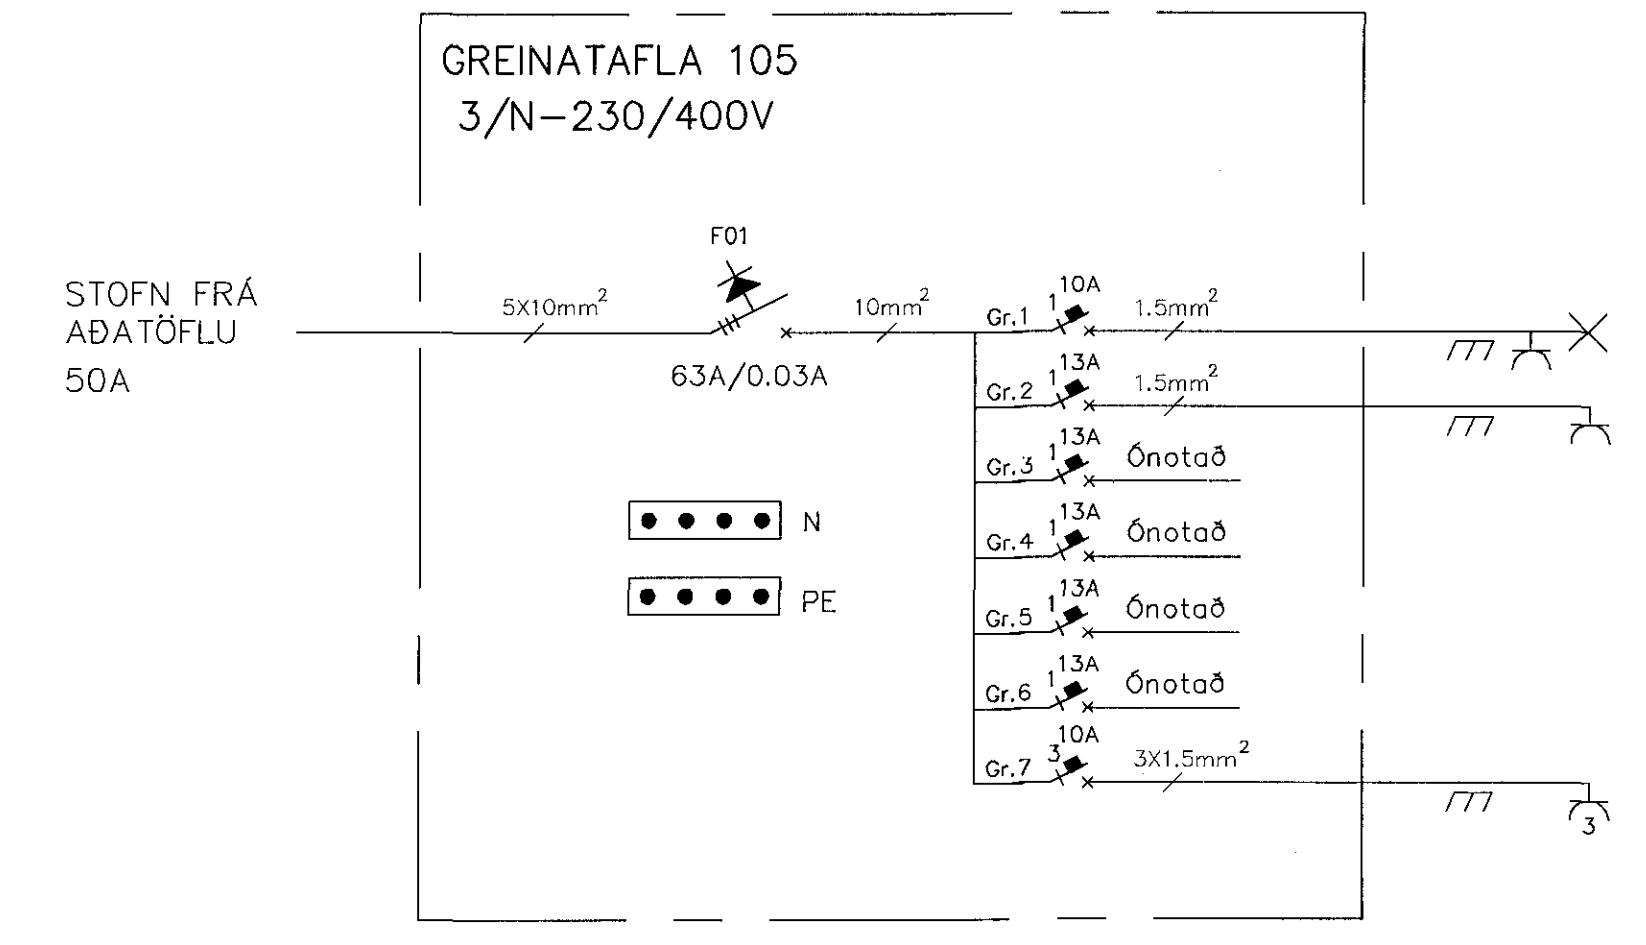 GREINATAFLA 105
3/N-230/400V
STOFN FRÁ
AÐATÖFLU
50A
5X10mm²
F01
63A/0.03A
10mm²
Gr.1 1 10A 1.5mm²
Gr.2 1 13A 1.5mm²
Gr.3 1 13A Ónotað
Gr.4 1 13A Ónotað
Gr.5 1 13A Ónotað
Gr.6 1 13A Ónotað
Gr.7 3 10A 3X1.5mm²
3
N
PE